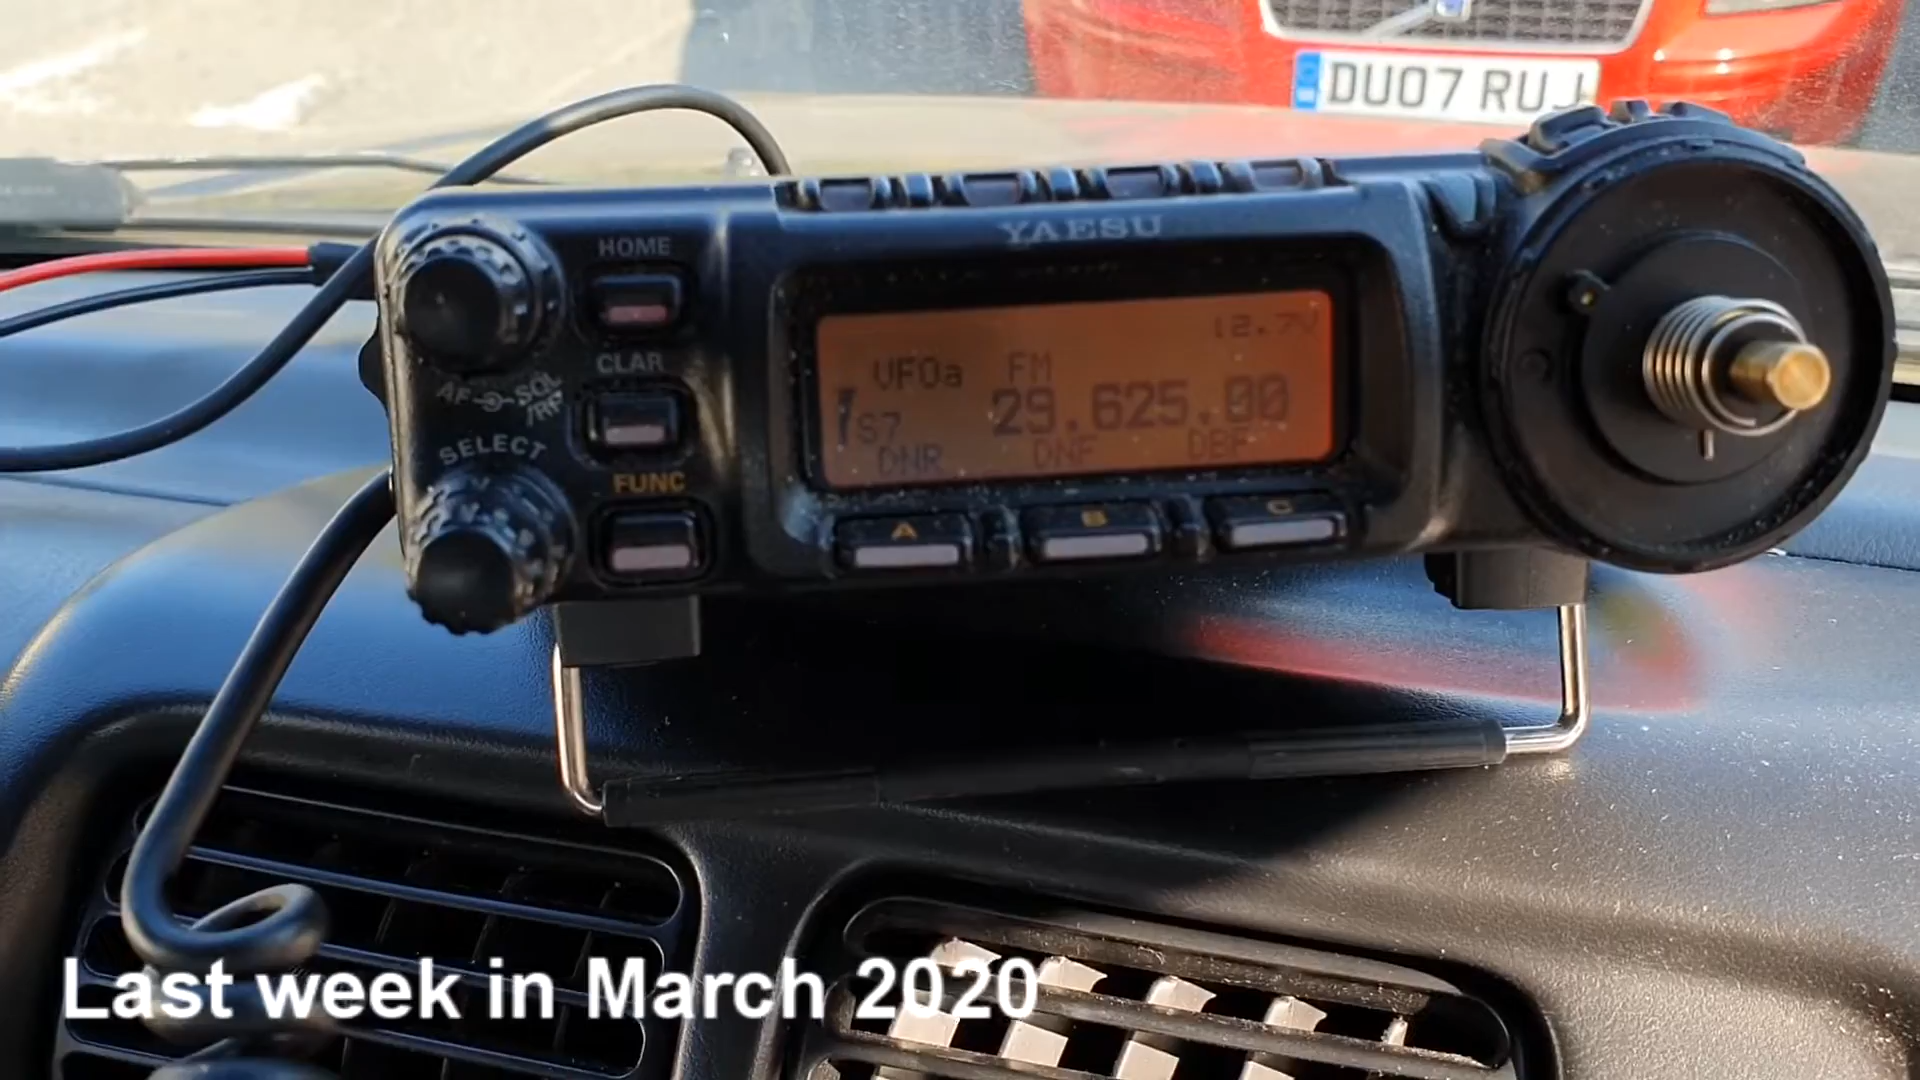 DU07 RUJ
YAESU
HOME
12.7V
CLAR
VFOa FM
AF SQL
/RF
S7 29.625.00
SELECT
DNR DNF DBF
FUNC
A B C
Last week in March 2020